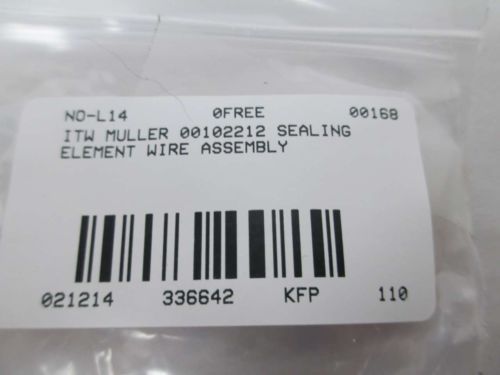 NO-L14 0FREE 00168
ITW MULLER 00102212 SEALING
ELEMENT WIRE ASSEMBLY
021214 336642 KFP 110